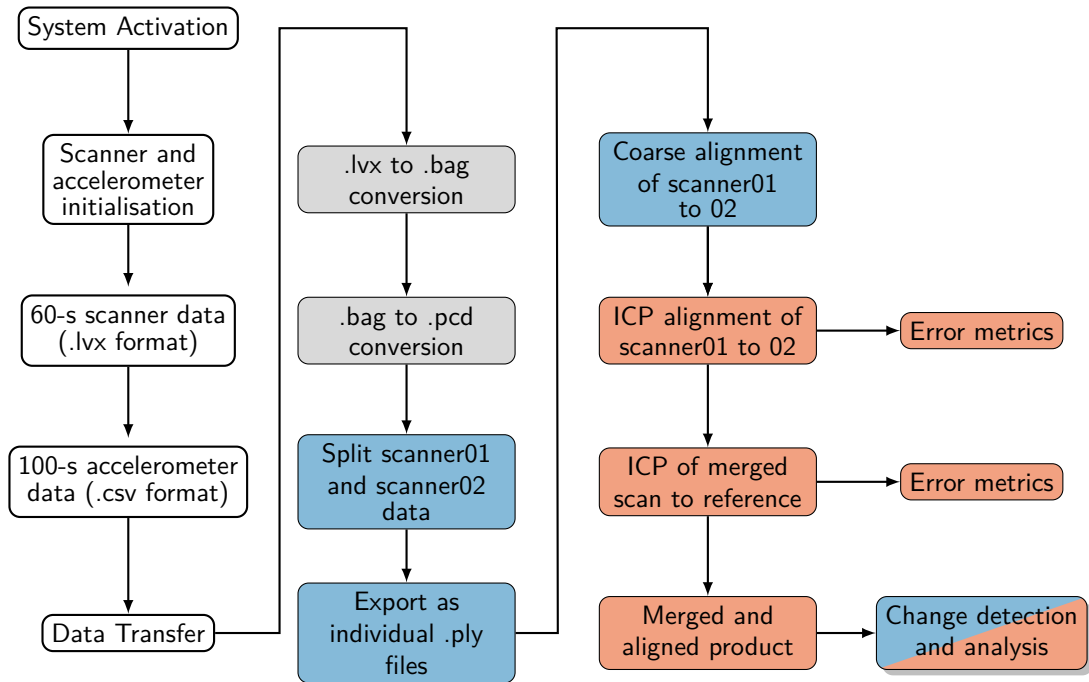 System Activation
Scanner and
accelerometer
initialisation
60-s scanner data
(.lvx format)
100-s accelerometer
data (.csv format)
Data Transfer
.lvx to .bag
conversion
.bag to .pcd
conversion
Split scanner01
and scanner02
data
Export as
individual .ply
files
Coarse alignment
of scanner01
to 02
ICP alignment of
scanner01 to 02
Error metrics
ICP of merged
scan to reference
Error metrics
Merged and
aligned product
Change detection
and analysis